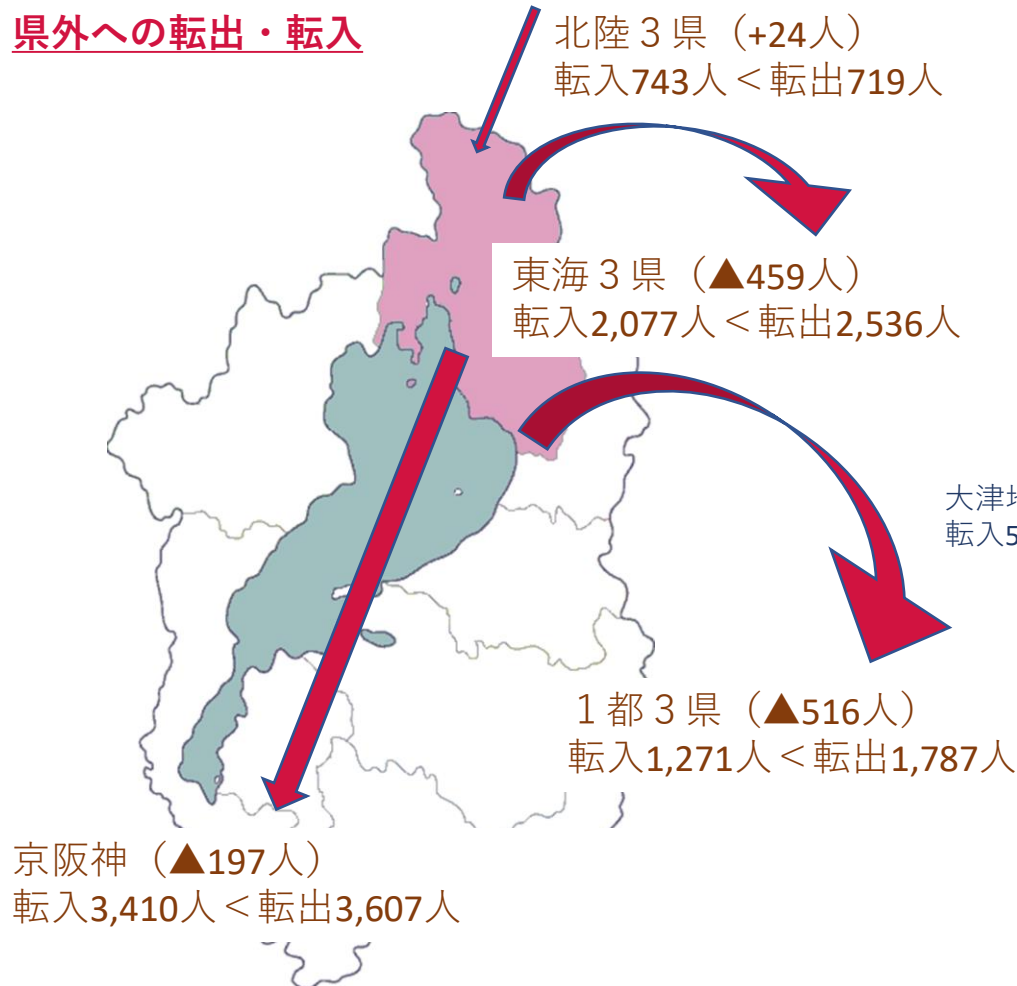 県外への転出・転入
北陸３県（+24人）
転入743人＜転出719人
東海３県（▲459人）
転入2,077人＜転出2,536人
大津
転入5
１都３県（▲516人）
転入1,271人＜転出1,787人
京阪神（▲197人）
転入3,410人＜転出3,607人